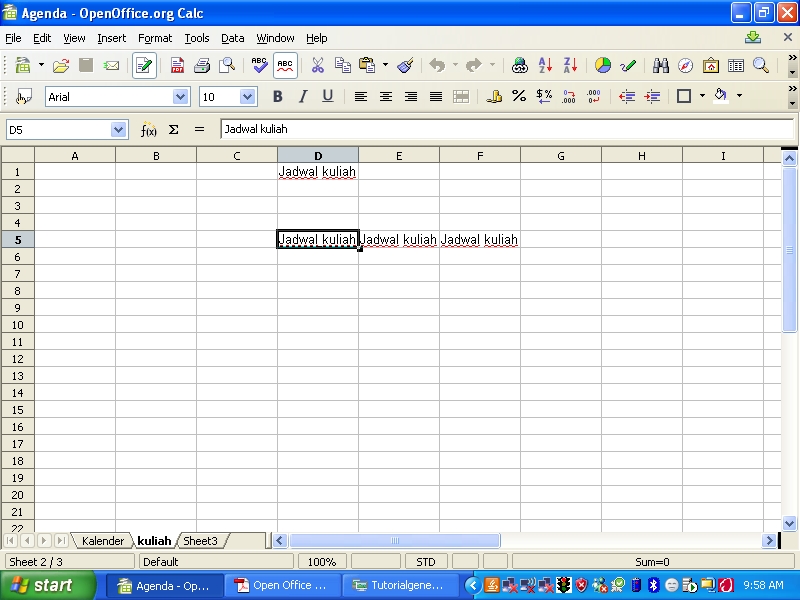 Agenda - OpenOffice.org Calc
File Edit View Insert Format Tools Data Window Help
Arial 10
D5 f(x) Σ = Jadwal kuliah
A B C D E F G H I
1 Jadwal kuliah
2
3
4
5 Jadwal kuliah Jadwal kuliah Jadwal kuliah
6
7
8
9
10
11
12
13
14
15
16
17
18
19
20
21
22
Kalender kuliah Sheet3
Sheet 2 / 3 Default 100% STD Sum=0
start Agenda - Op... Open Office ... Tutorialgene... 9:58 AM